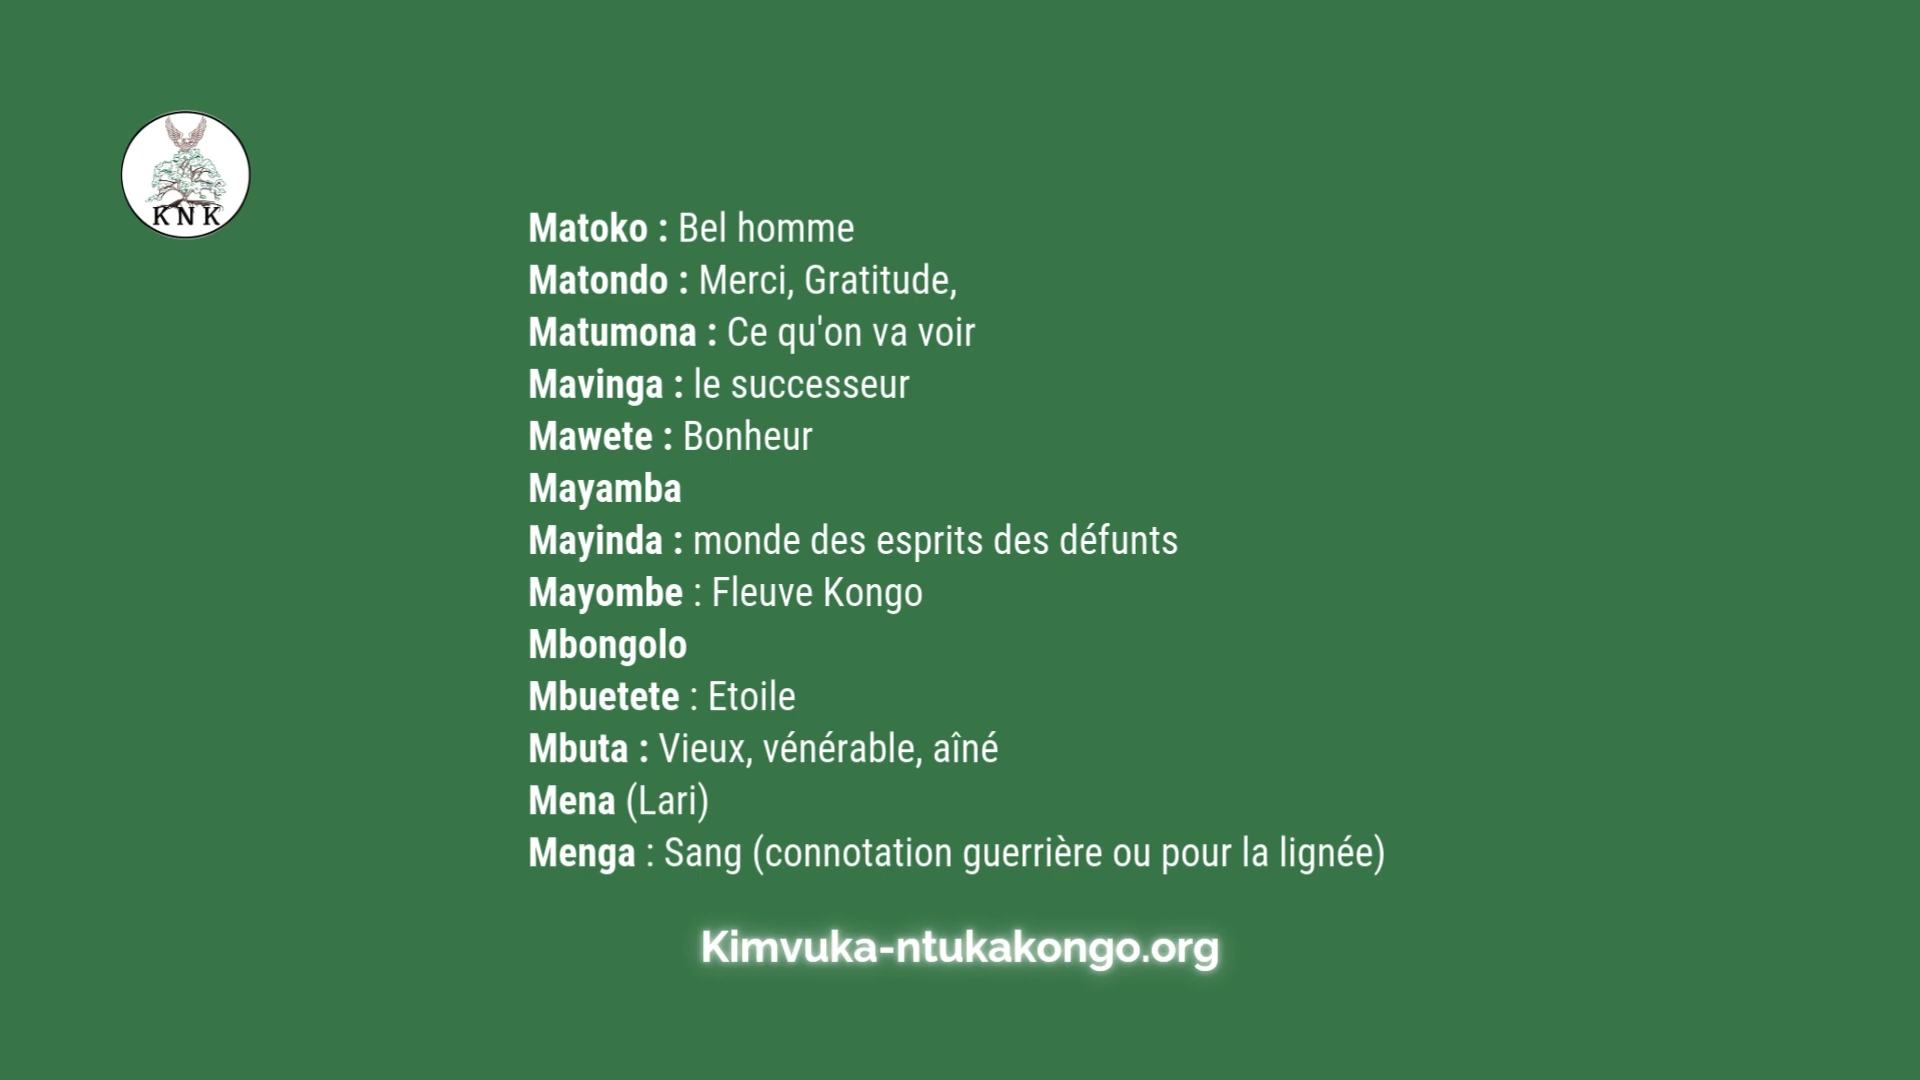 KNK
Matoko : Bel homme
Matondo : Merci, Gratitude,
Matumona : Ce qu'on va voir
Mavinga : le successeur
Mawete : Bonheur
Mayamba
Mayinda : monde des esprits des défunts
Mayombe : Fleuve Kongo
Mbongolo
Mbuetete : Etoile
Mbuta : Vieux, vénérable, aîné
Mena (Lari)
Menga : Sang (connotation guerrière ou pour la lignée)
Kimvuka-ntukakongo.org